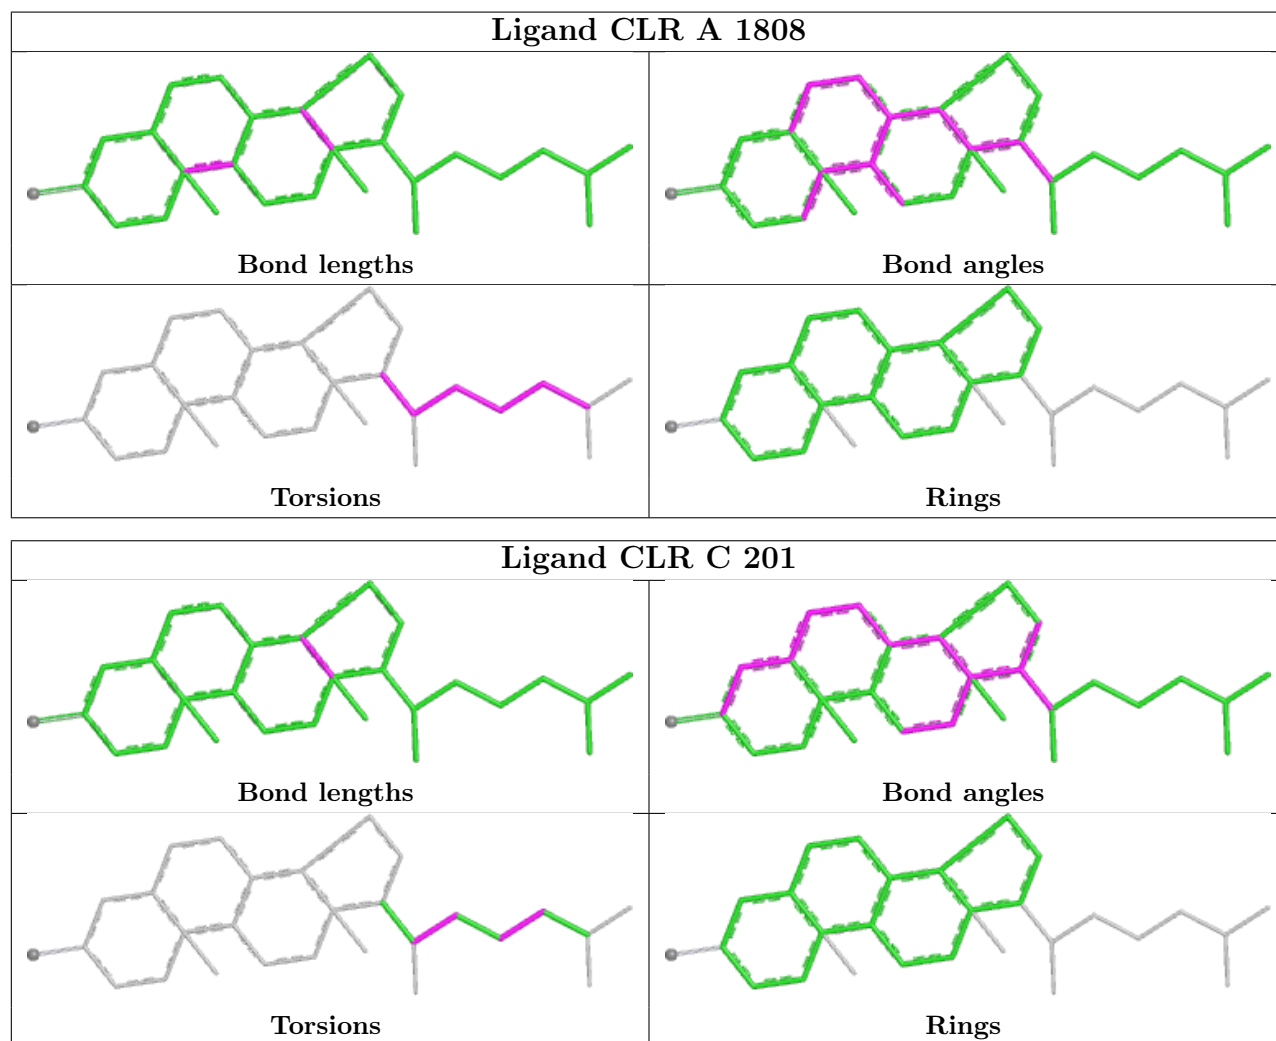 Ligand CLR A 1808
Bond lengths
Bond angles
Torsions
Rings
Ligand CLR C 201
Bond lengths
Bond angles
Torsions
Rings